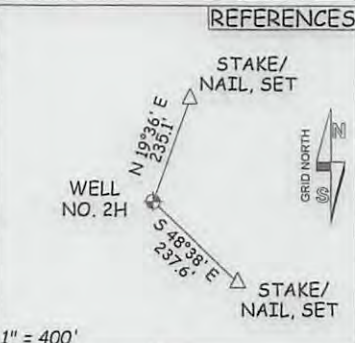 REFERENCES
STAKE/
NAIL, SET
N 19°36' E
235.1'
GRID NORTH
N
S
WELL
NO. 2H
S 48°38' E
237.6'
STAKE/
NAIL, SET
1" = 400'